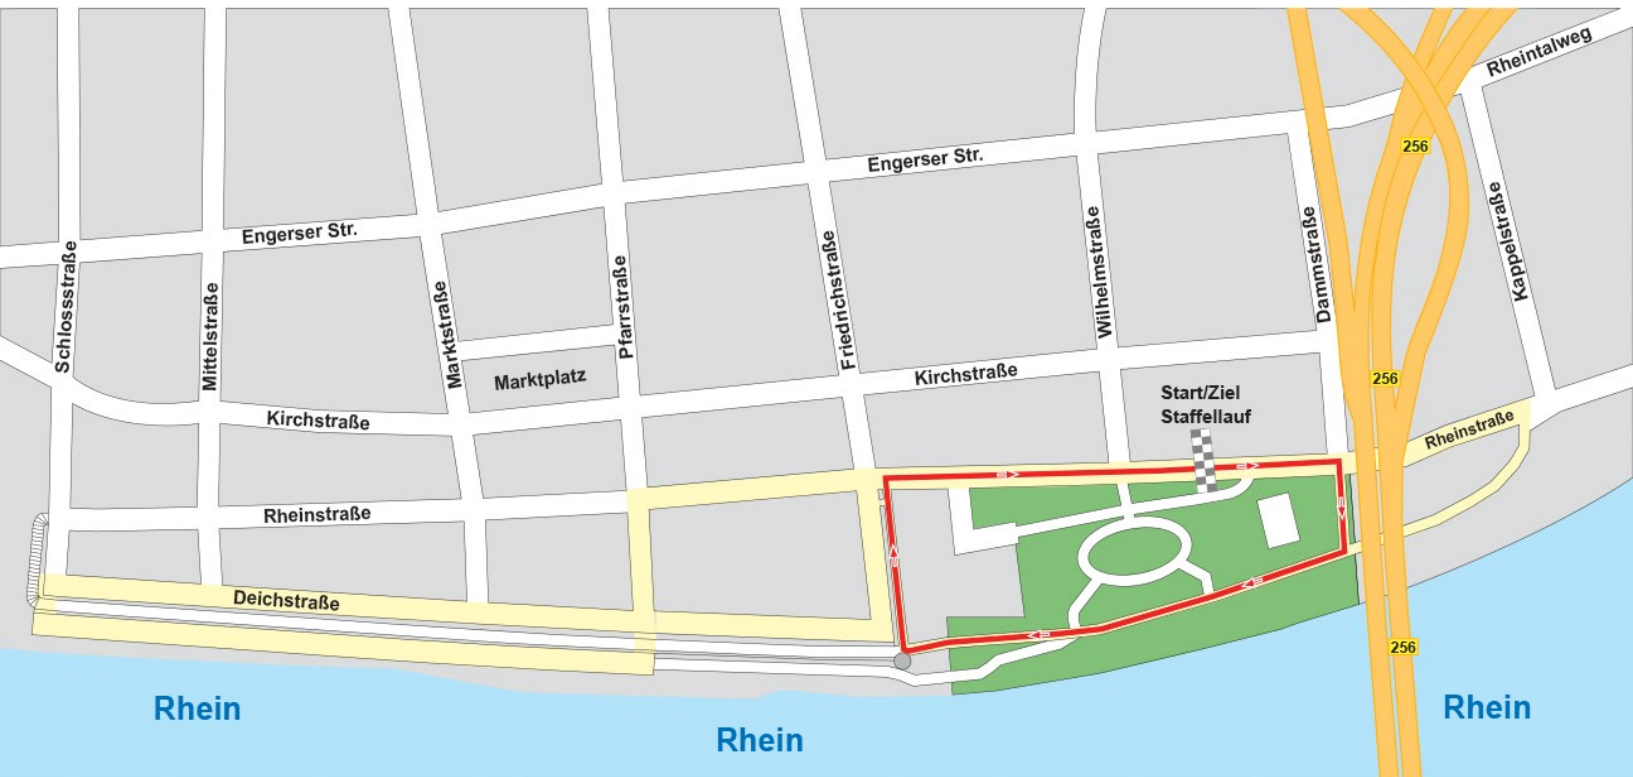 Rheintalweg
256
Engerser Str.
Engerser Str.
Schlossstraße
Mittelstraße
Marktstraße
Pfarrstraße
Friedrichstraße
Wilhelmstraße
Dammstraße
Kappelstraße
Marktplatz
Kirchstraße
256
Start/Ziel
Staffellauf
Kirchstraße
Rheinstraße
Rheinstraße
Deichstraße
256
Rhein
Rhein
Rhein